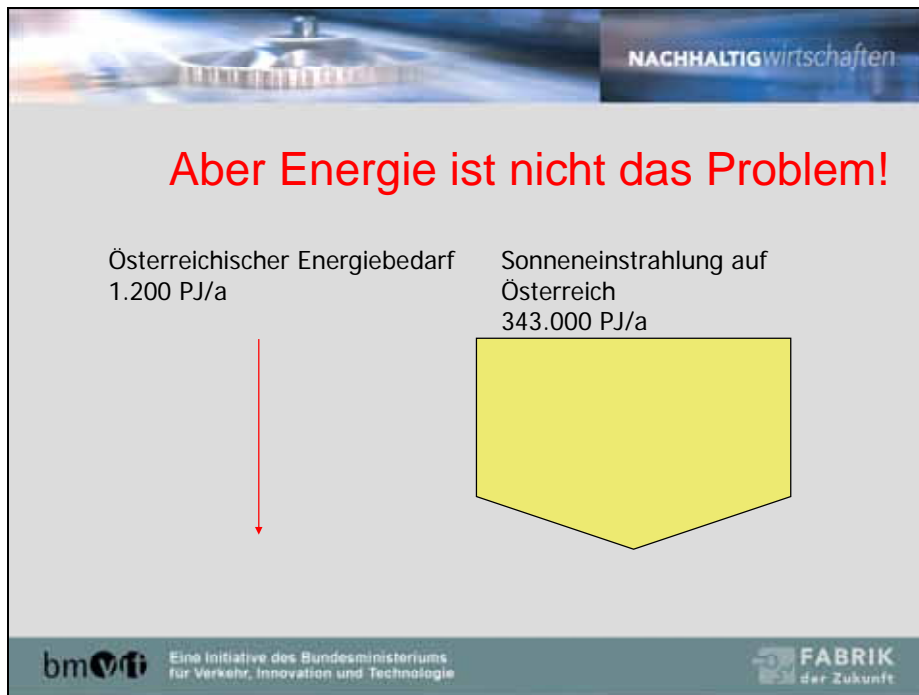 NACHHALTIGwirtschaften
Aber Energie ist nicht das Problem!
Österreichischer Energiebedarf
1.200 PJ/a
Sonneneinstrahlung auf
Österreich
343.000 PJ/a
bmvit
Eine Initiative des Bundesministeriums
für Verkehr, Innovation und Technologie
FABRIK
der Zukunft